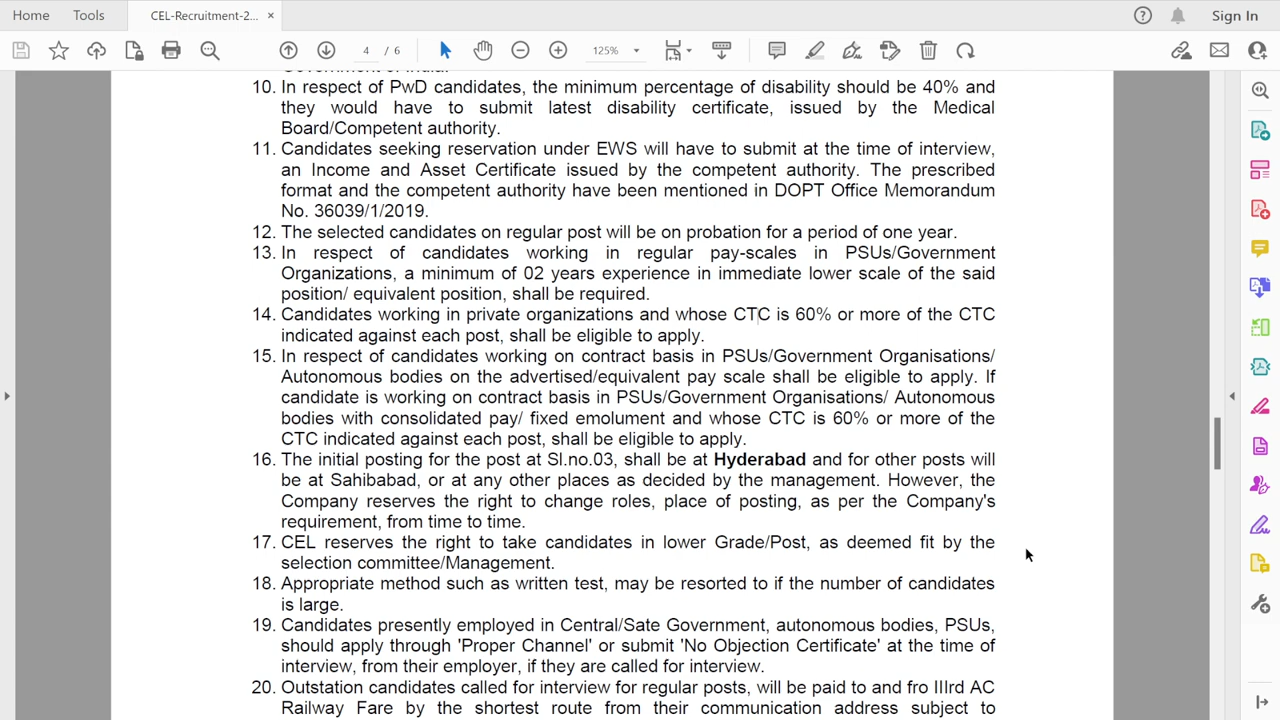 Home
Tools
CEL-Recruitment-2...
×
Sign In
4 / 6
125%
Government of India.
10. In respect of PwD candidates, the minimum percentage of disability should be 40% and
they would have to submit latest disability certificate, issued by the Medical
Board/Competent authority.
11. Candidates seeking reservation under EWS will have to submit at the time of interview,
an Income and Asset Certificate issued by the competent authority. The prescribed
format and the competent authority have been mentioned in DOPT Office Memorandum
No. 36039/1/2019.
12. The selected candidates on regular post will be on probation for a period of one year.
13. In respect of candidates working in regular pay-scales in PSUs/Government
Organizations, a minimum of 02 years experience in immediate lower scale of the said
position/ equivalent position, shall be required.
14. Candidates working in private organizations and whose CTC is 60% or more of the CTC
indicated against each post, shall be eligible to apply.
15. In respect of candidates working on contract basis in PSUs/Government Organisations/
Autonomous bodies on the advertised/equivalent pay scale shall be eligible to apply. If
candidate is working on contract basis in PSUs/Government Organisations/ Autonomous
bodies with consolidated pay/ fixed emolument and whose CTC is 60% or more of the
CTC indicated against each post, shall be eligible to apply.
16. The initial posting for the post at Sl.no.03, shall be at Hyderabad and for other posts will
be at Sahibabad, or at any other places as decided by the management. However, the
Company reserves the right to change roles, place of posting, as per the Company's
requirement, from time to time.
17. CEL reserves the right to take candidates in lower Grade/Post, as deemed fit by the
selection committee/Management.
18. Appropriate method such as written test, may be resorted to if the number of candidates
is large.
19. Candidates presently employed in Central/Sate Government, autonomous bodies, PSUs,
should apply through 'Proper Channel' or submit 'No Objection Certificate' at the time of
interview, from their employer, if they are called for interview.
20. Outstation candidates called for interview for regular posts, will be paid to and fro IIIrd AC
Railway Fare by the shortest route from their communication address subject to